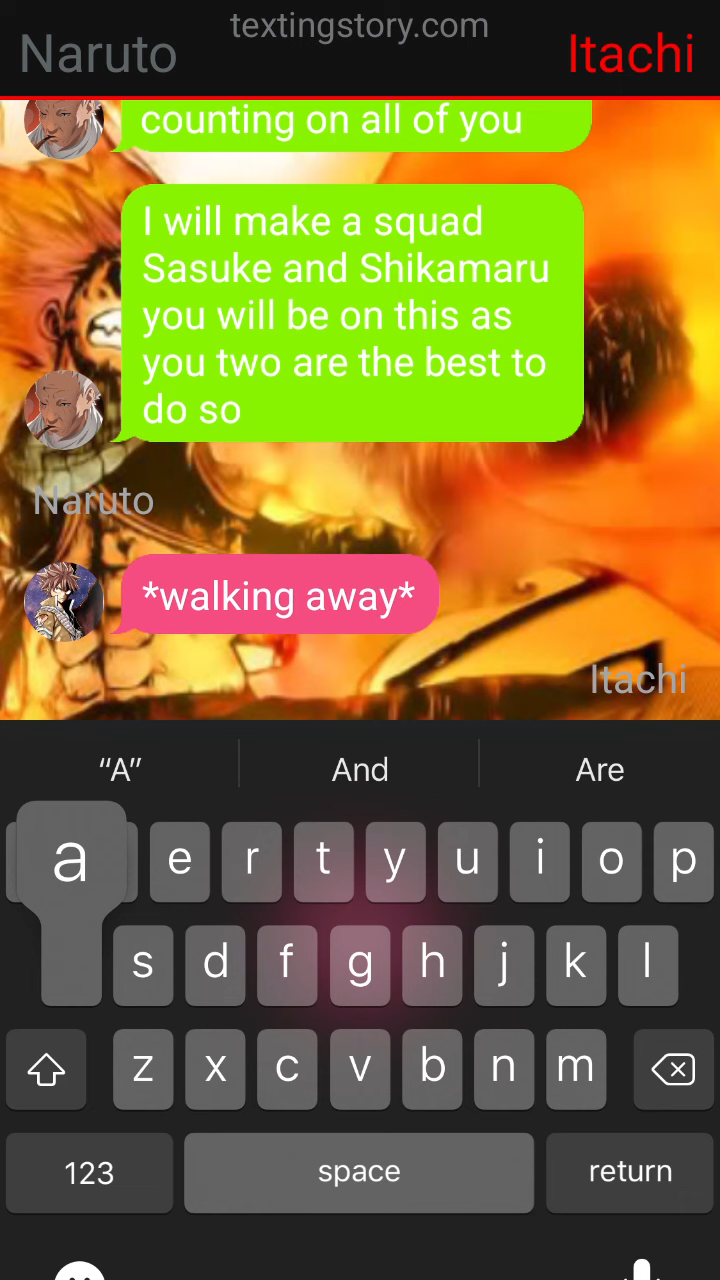 textingstory.com
Naruto
Itachi
counting on all of you
I will make a squad
Sasuke and Shikamaru
you will be on this as
you two are the best to
do so
Naruto
*walking away*
Itachi
“A” And Are
a e r t y u i o p
s d f g h j k l
z x c v b n m
123 space return